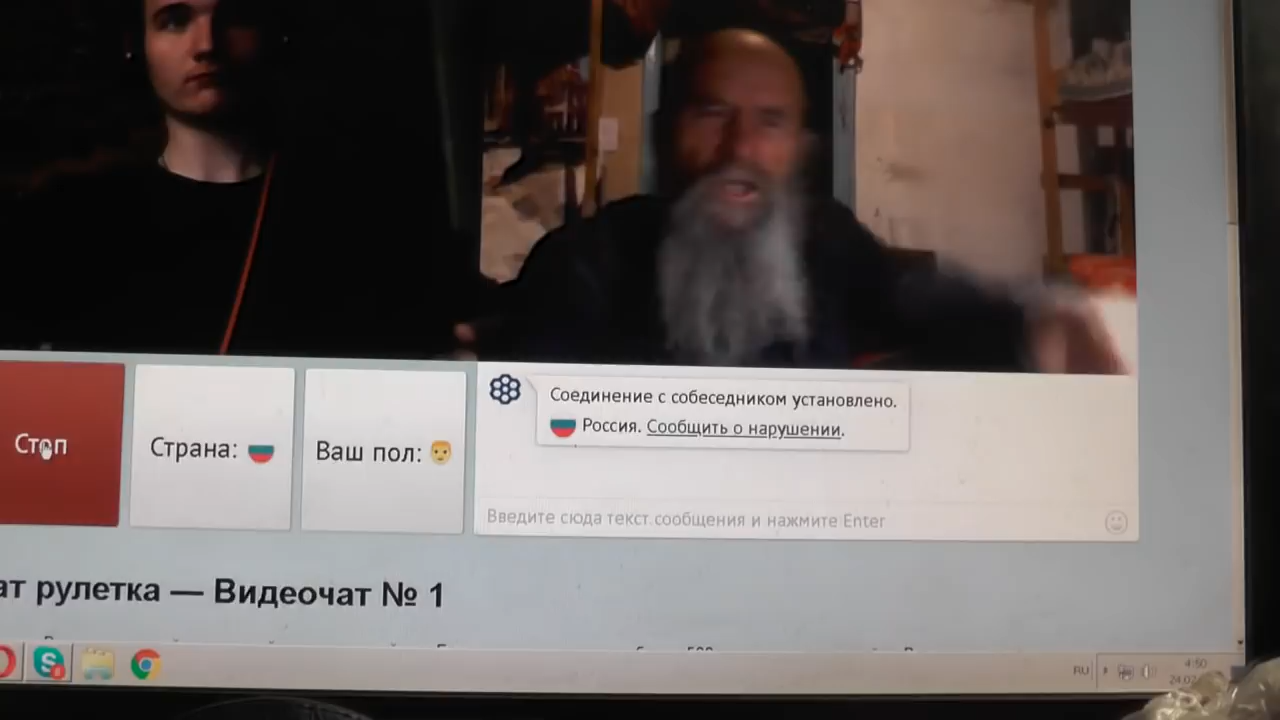 Стоп
Страна:
Ваш пол:
Соединение с собеседником установлено.
Россия. Сообщить о нарушении.
Введите сюда текст сообщения и нажмите Enter
ат рулетка — Видеочат № 1
RU
4:50